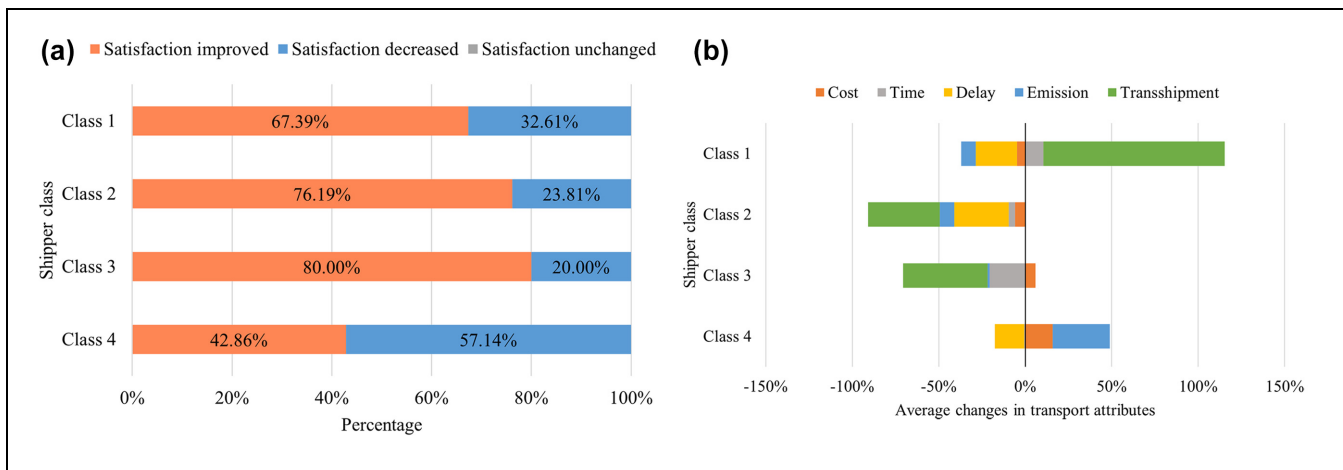 (a)
Satisfaction improved Satisfaction decreased Satisfaction unchanged
Shipper class
Class 1
67.39% 32.61%
Class 2
76.19% 23.81%
Class 3
80.00% 20.00%
Class 4
42.86% 57.14%
0% 20% 40% 60% 80% 100%
Percentage
(b)
Cost Time Delay Emission Transshipment
Shipper class
Class 1
Class 2
Class 3
Class 4
-150% -100% -50% 0% 50% 100% 150%
Average changes in transport attributes